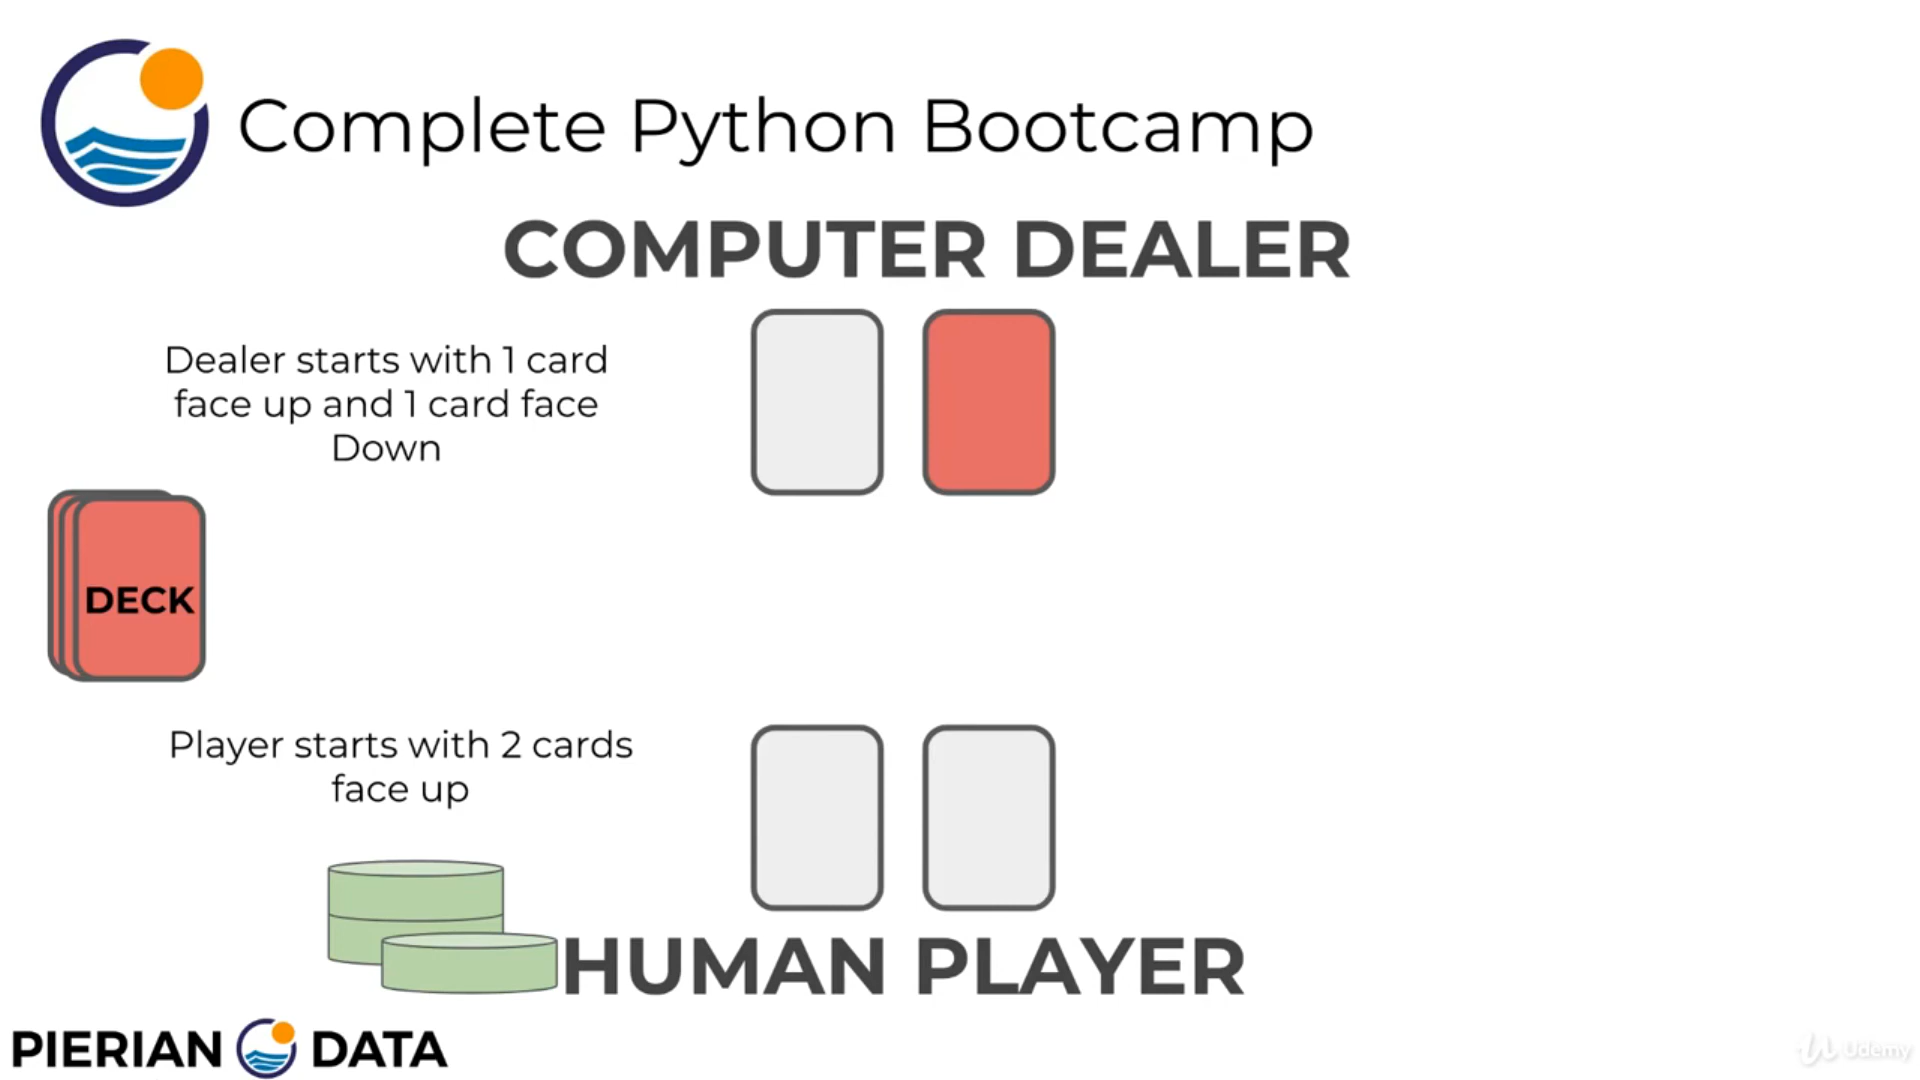 Complete Python Bootcamp
COMPUTER DEALER
Dealer starts with 1 card
face up and 1 card face
Down
DECK
Player starts with 2 cards
face up
HUMAN PLAYER
PIERIAN DATA
Udemy